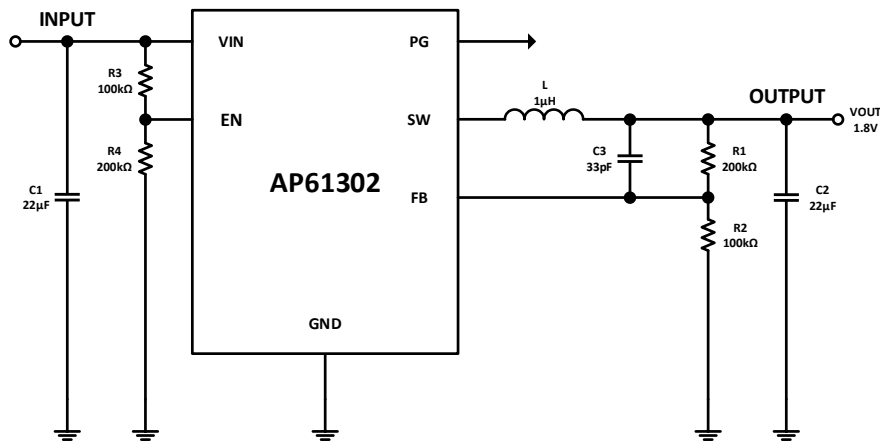 INPUT
VIN
PG
R3
100kΩ
L
1µH
OUTPUT
EN
SW
VOUT
1.8V
R4
200kΩ
C3
33pF
R1
200kΩ
AP61302
C1
22µF
FB
C2
22µF
R2
100kΩ
GND